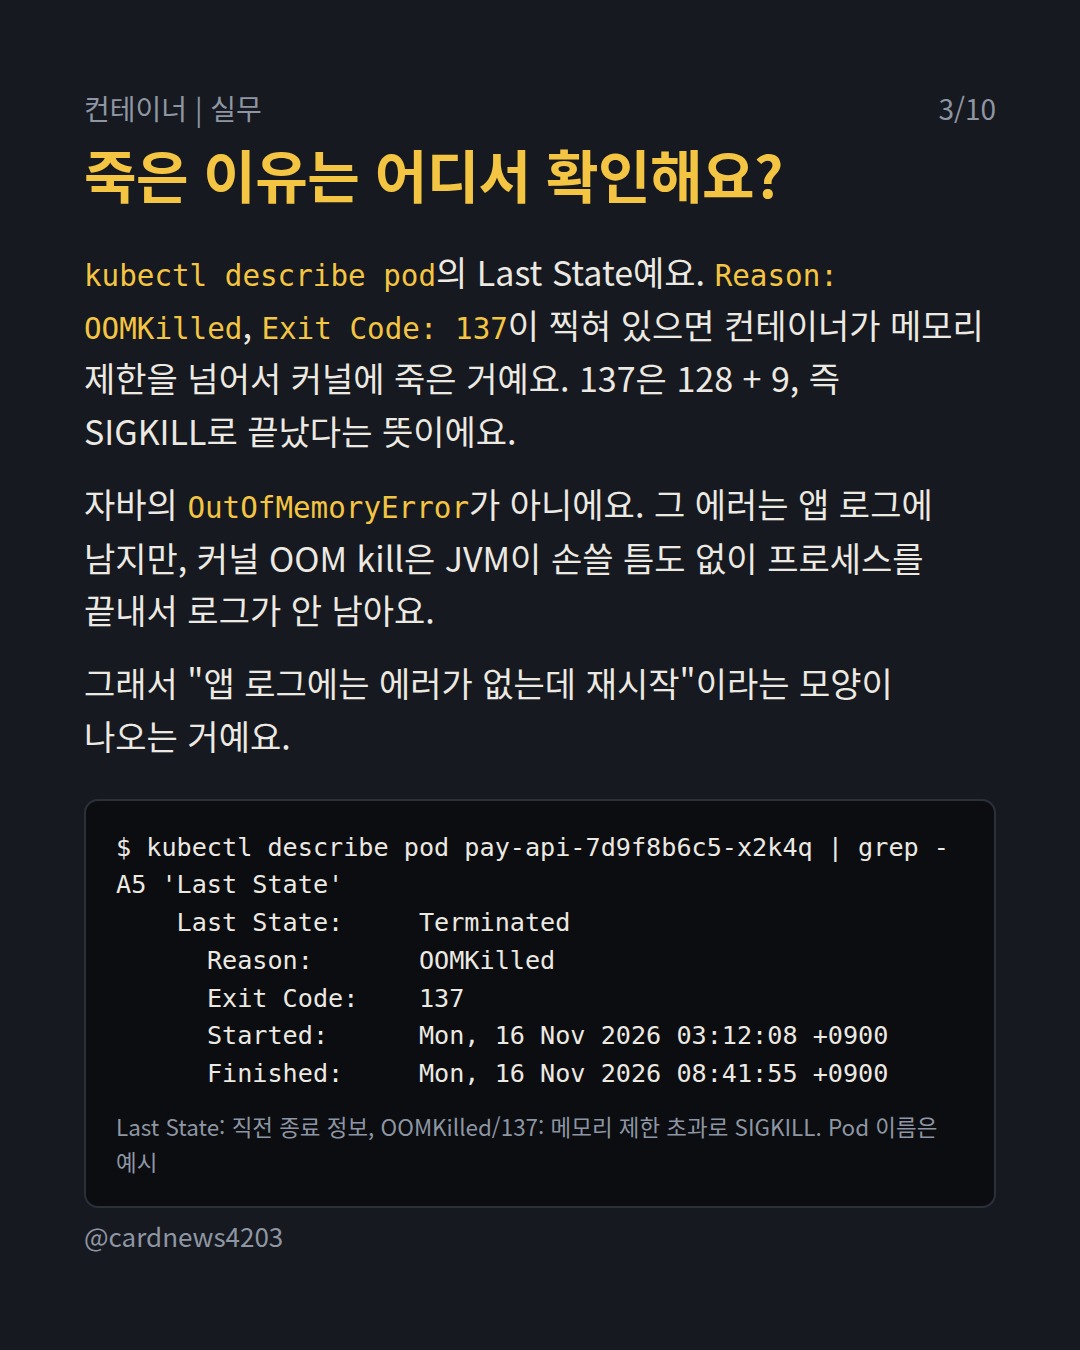 컨테이너 | 실무
3/10
죽은 이유는 어디서 확인해요?
kubectl describe pod의 Last State예요. Reason:
OOMKilled, Exit Code: 137이 찍혀 있으면 컨테이너가 메모리
제한을 넘어서 커널에 죽은 거예요. 137은 128 + 9, 즉
SIGKILL로 끝났다는 뜻이에요.
자바의 OutOfMemoryError가 아니에요. 그 에러는 앱 로그에
남지만, 커널 OOM kill은 JVM이 손쓸 틈도 없이 프로세스를
끝내서 로그가 안 남아요.
그래서 "앱 로그에는 에러가 없는데 재시작"이라는 모양이
나오는 거예요.
$ kubectl describe pod pay-api-7d9f8b6c5-x2k4q | grep -
A5 'Last State'
    Last State:     Terminated
      Reason:       OOMKilled
      Exit Code:    137
      Started:      Mon, 16 Nov 2026 03:12:08 +0900
      Finished:     Mon, 16 Nov 2026 08:41:55 +0900
Last State: 직전 종료 정보, OOMKilled/137: 메모리 제한 초과로 SIGKILL. Pod 이름은
예시
@cardnews4203